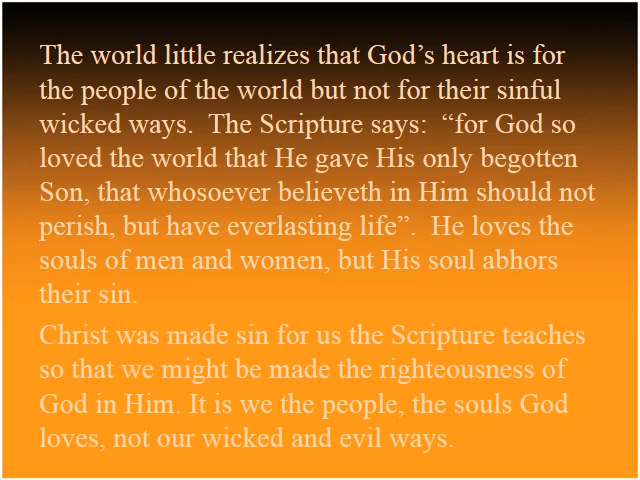 The world little realizes that God’s heart is for
the people of the world but not for their sinful
wicked ways.  The Scripture says:  “for God so
loved the world that He gave His only begotten
Son, that whosoever believeth in Him should not
perish, but have everlasting life”.  He loves the
souls of men and women, but His soul abhors
their sin.
Christ was made sin for us the Scripture teaches
so that we might be made the righteousness of
God in Him. It is we the people, the souls God
loves, not our wicked and evil ways.